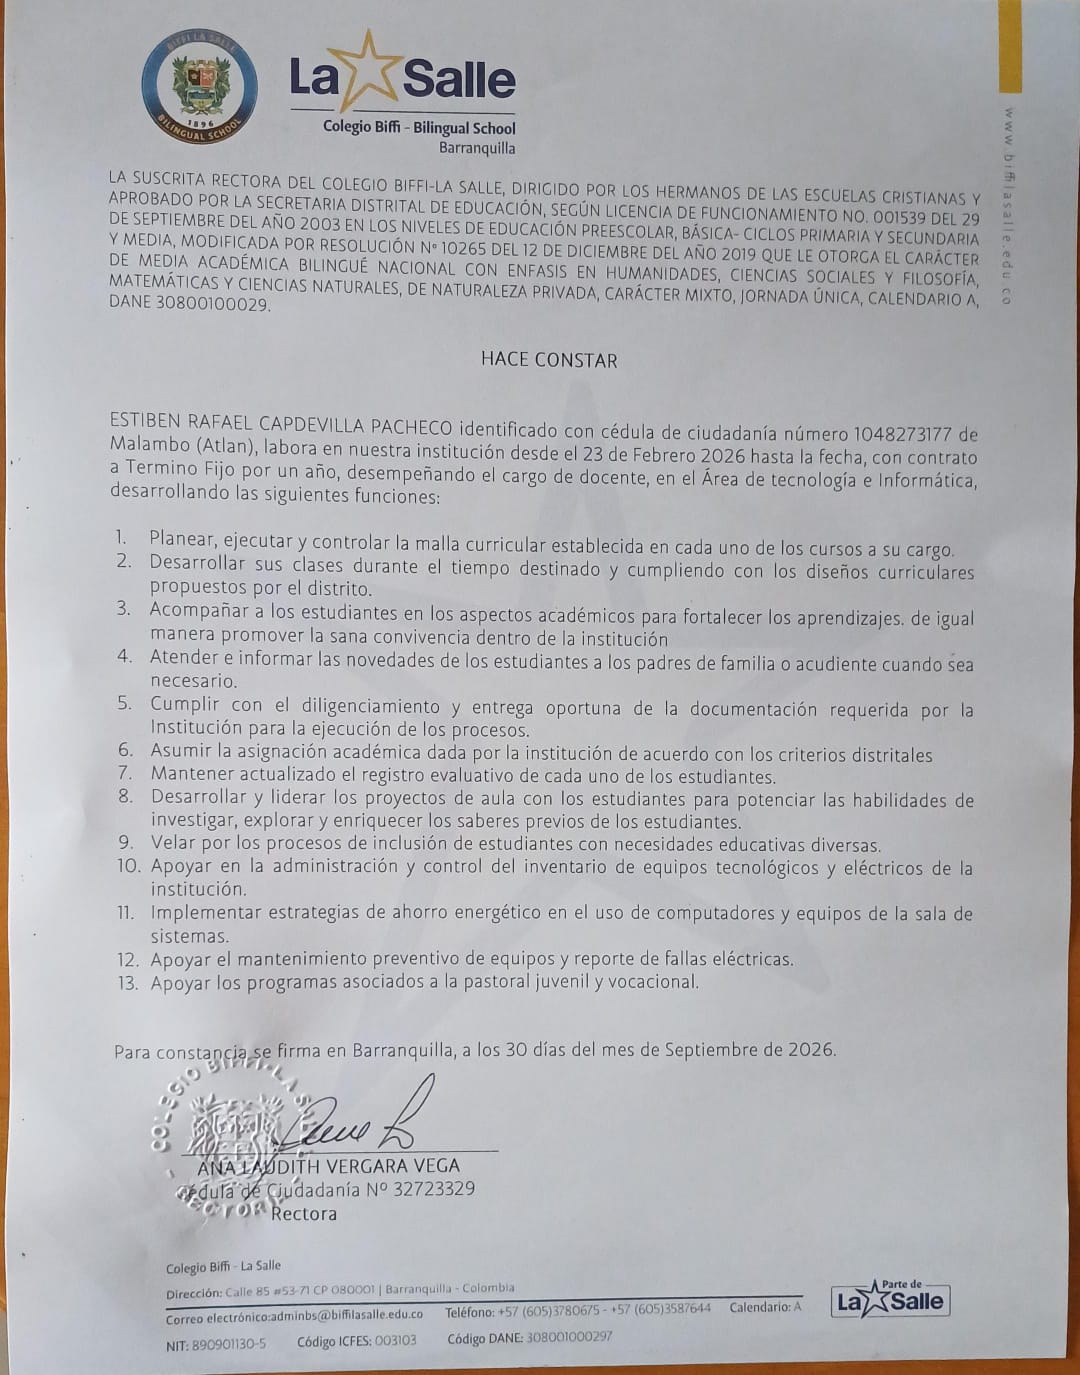 BIFFI LA SALLE
1896
BILINGUAL SCHOOL
La Salle
Colegio Biffi - Bilingual School
Barranquilla
www.biffilasalle.edu.co
LA SUSCRITA RECTORA DEL COLEGIO BIFFI-LA SALLE, DIRIGIDO POR LOS HERMANOS DE LAS ESCUELAS CRISTIANAS Y
APROBADO POR LA SECRETARIA DISTRITAL DE EDUCACIÓN, SEGÚN LICENCIA DE FUNCIONAMIENTO NO. 001539 DEL 29
DE SEPTIEMBRE DEL AÑO 2003 EN LOS NIVELES DE EDUCACIÓN PREESCOLAR, BÁSICA- CICLOS PRIMARIA Y SECUNDARIA
Y MEDIA, MODIFICADA POR RESOLUCIÓN Nº 10265 DEL 12 DE DICIEMBRE DEL AÑO 2019 QUE LE OTORGA EL CARÁCTER
DE MEDIA ACADÉMICA BILINGUÉ NACIONAL CON ENFASIS EN HUMANIDADES, CIENCIAS SOCIALES Y FILOSOFÍA,
MATEMÁTICAS Y CIENCIAS NATURALES, DE NATURALEZA PRIVADA, CARÁCTER MIXTO, JORNADA ÚNICA, CALENDARIO A,
DANE 30800100029.
HACE CONSTAR
ESTIBEN RAFAEL CAPDEVILLA PACHECO identificado con cédula de ciudadanía número 1048273177 de
Malambo (Atlan), labora en nuestra institución desde el 23 de Febrero 2026 hasta la fecha, con contrato
a Termino Fijo por un año, desempeñando el cargo de docente, en el Área de tecnología e Informática,
desarrollando las siguientes funciones:
1. Planear, ejecutar y controlar la malla curricular establecida en cada uno de los cursos a su cargo.
2. Desarrollar sus clases durante el tiempo destinado y cumpliendo con los diseños curriculares
propuestos por el distrito.
3. Acompañar a los estudiantes en los aspectos académicos para fortalecer los aprendizajes. de igual
manera promover la sana convivencia dentro de la institución
4. Atender e informar las novedades de los estudiantes a los padres de familia o acudiente cuando sea
necesario.
5. Cumplir con el diligenciamiento y entrega oportuna de la documentación requerida por la
Institución para la ejecución de los procesos.
6. Asumir la asignación académica dada por la institución de acuerdo con los criterios distritales
7. Mantener actualizado el registro evaluativo de cada uno de los estudiantes.
8. Desarrollar y liderar los proyectos de aula con los estudiantes para potenciar las habilidades de
investigar, explorar y enriquecer los saberes previos de los estudiantes.
9. Velar por los procesos de inclusión de estudiantes con necesidades educativas diversas.
10. Apoyar en la administración y control del inventario de equipos tecnológicos y eléctricos de la
institución.
11. Implementar estrategias de ahorro energético en el uso de computadores y equipos de la sala de
sistemas.
12. Apoyar el mantenimiento preventivo de equipos y reporte de fallas eléctricas.
13. Apoyar los programas asociados a la pastoral juvenil y vocacional.
Para constancia se firma en Barranquilla, a los 30 días del mes de Septiembre de 2026.
COLEGIO BIFFI-LA S
RECTORIA
ANA LAUDITH VERGARA VEGA
Cédula de Ciudadanía Nº 32723329
Rectora
Colegio Biffi - La Salle
Dirección: Calle 85 #53-71 CP 080001 | Barranquilla - Colombia
Correo electrónico:adminbs@biffilasalle.edu.co Teléfono: +57 (605)3780675 - +57 (605)3587644 Calendario: A
NIT: 890901130-5 Código ICFES: 003103 Código DANE: 308001000297
Parte de
La Salle